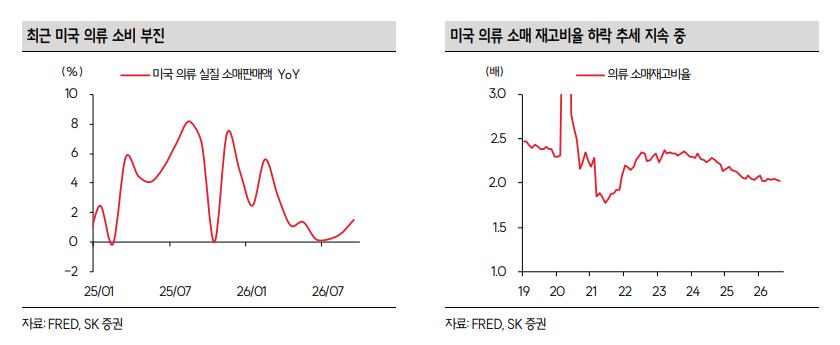 최근 미국 의류 소비 부진
(%)
미국 의류 실질 소매판매액 YoY
10
8
6
4
2
0
-2
25/01 25/07 26/01 26/07
자료: FRED, SK 증권
미국 의류 소매 재고비율 하락 추세 지속 중
(배)
의류 소매재고비율
3.0
2.5
2.0
1.5
1.0
19 20 21 22 23 24 25 26
자료: FRED, SK 증권